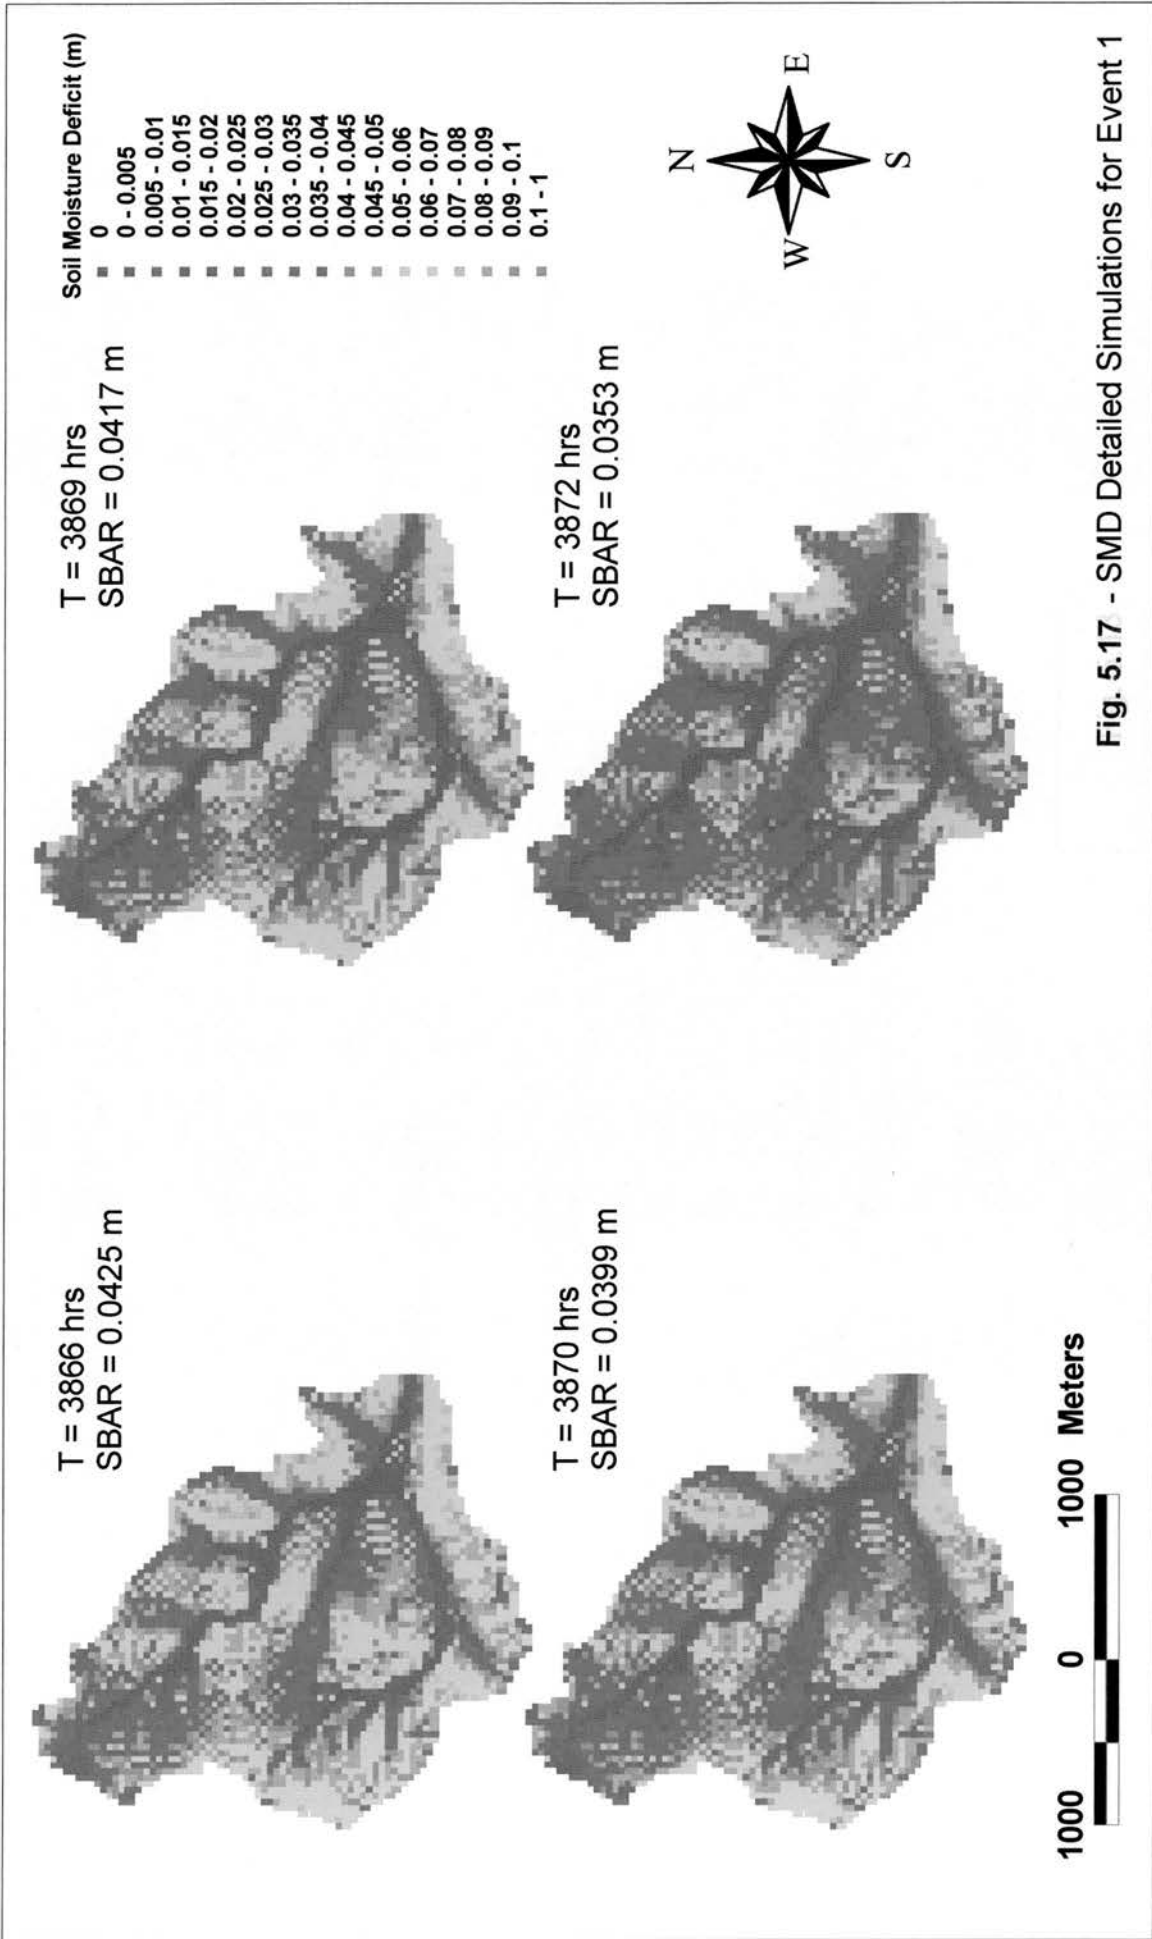 T = 3866 hrs
SBAR = 0.0425 m
T = 3869 hrs
SBAR = 0.0417 m
Soil Moisture Deficit (m)
0
0 - 0.005
0.005 - 0.01
0.01 - 0.015
0.015 - 0.02
0.02 - 0.025
0.025 - 0.03
0.03 - 0.035
0.035 - 0.04
0.04 - 0.045
0.045 - 0.05
0.05 - 0.06
0.06 - 0.07
0.07 - 0.08
0.08 - 0.09
0.09 - 0.1
0.1 - 1
T = 3870 hrs
SBAR = 0.0399 m
T = 3872 hrs
SBAR = 0.0353 m
N
W
E
S
1000 0 1000 Meters
Fig. 5.17 - SMD Detailed Simulations for Event 1